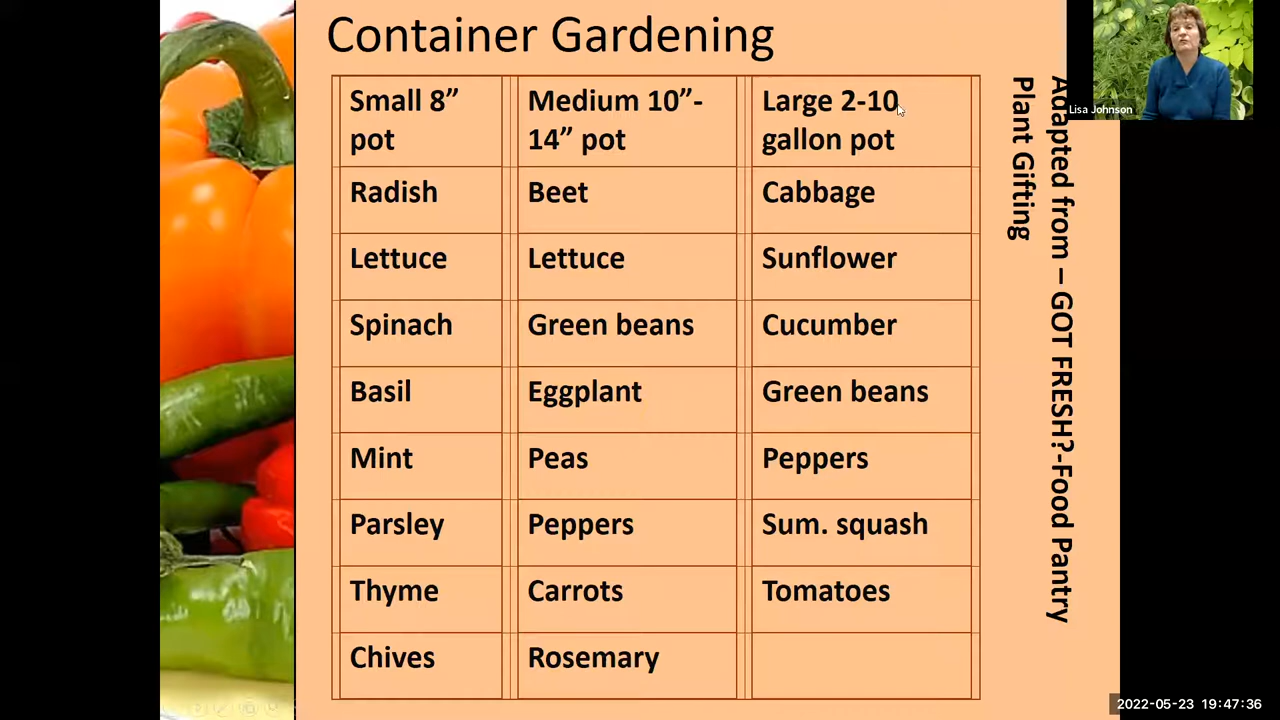 Container Gardening
Small 8”
pot
Medium 10”-
14” pot
Large 2-10
gallon pot
Radish
Beet
Cabbage
Lettuce
Lettuce
Sunflower
Spinach
Green beans
Cucumber
Basil
Eggplant
Green beans
Mint
Peas
Peppers
Parsley
Peppers
Sum. squash
Thyme
Carrots
Tomatoes
Chives
Rosemary
Adapted from – GOT FRESH?-Food Pantry
Plant Gifting
Lisa Johnson
2022-05-23 19:47:36